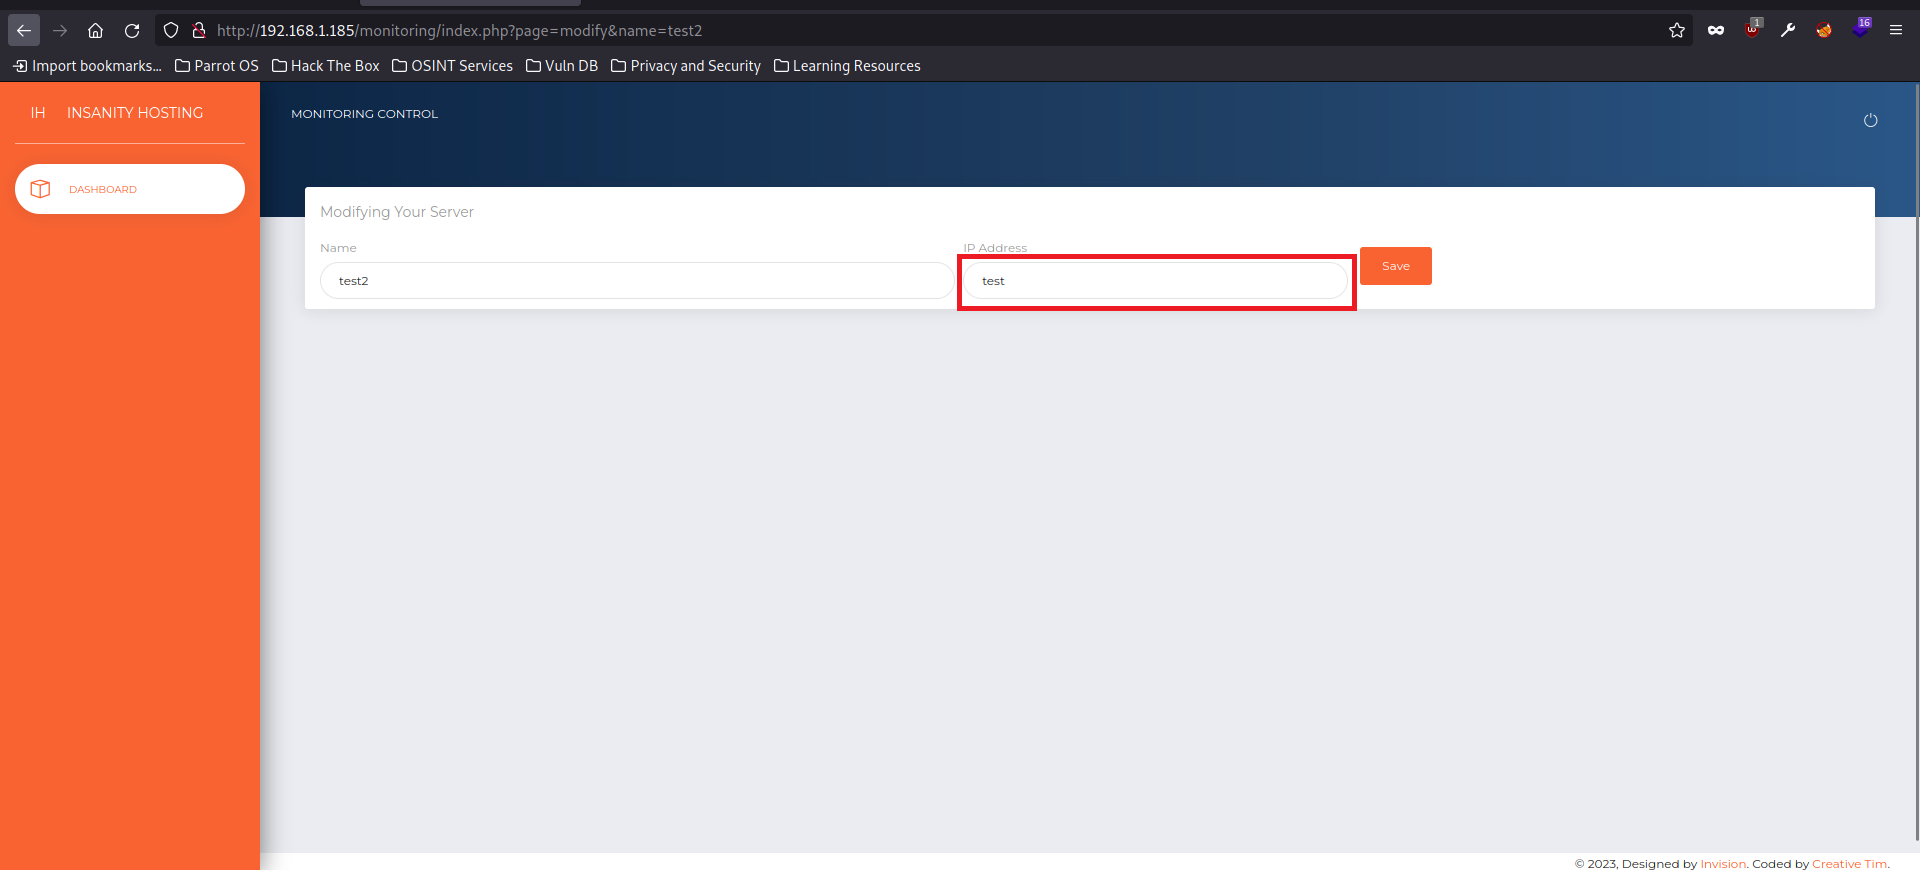 http://192.168.1.185/monitoring/index.php?page=modify&name=test2
1
16
Import bookmarks... Parrot OS Hack The Box OSINT Services Vuln DB Privacy and Security Learning Resources
IH INSANITY HOSTING
MONITORING CONTROL
DASHBOARD
Modifying Your Server
Name IP Address
test2 test Save
© 2023, Designed by Invision. Coded by Creative Tim.